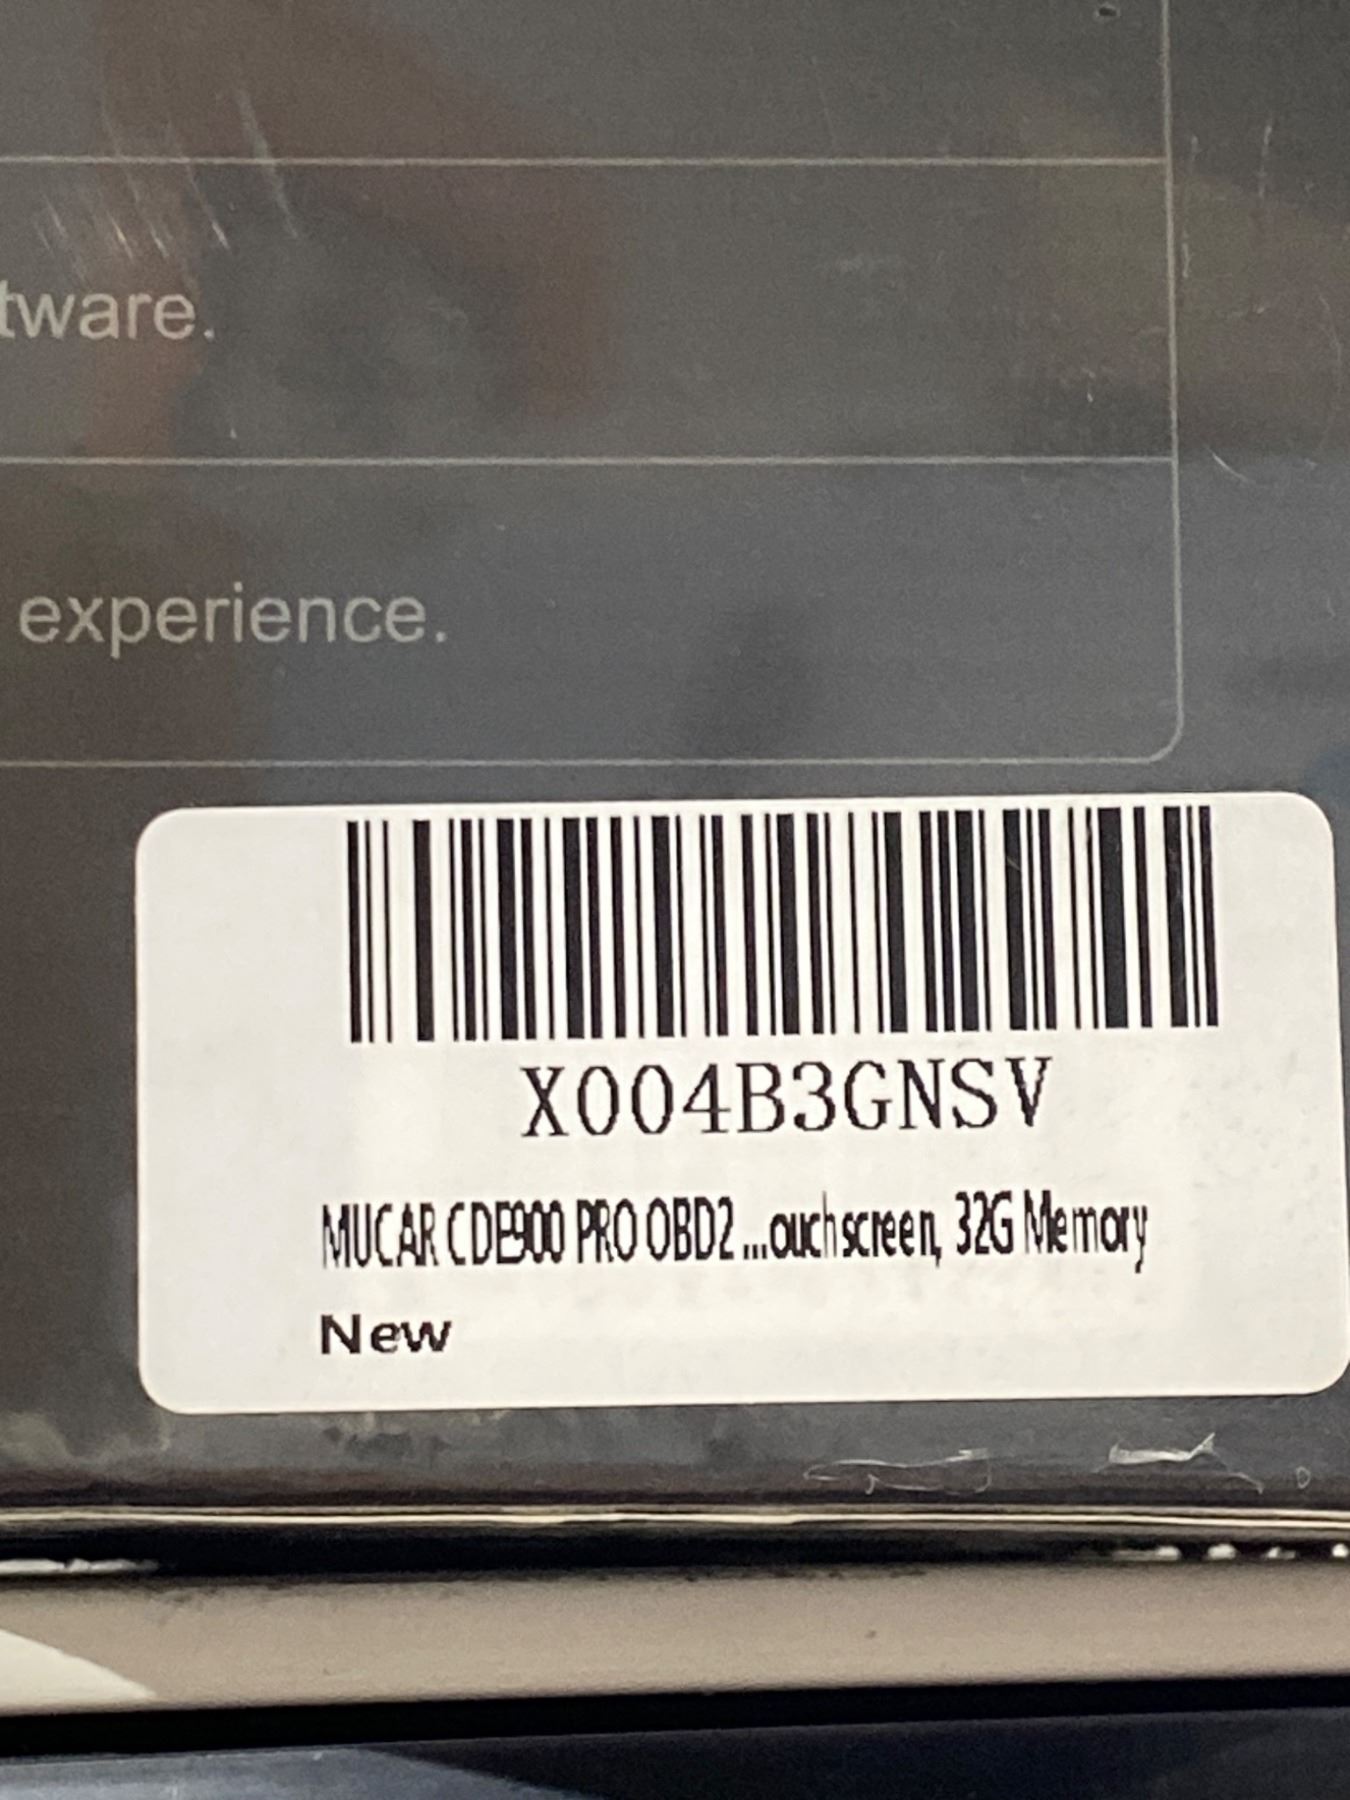 tware.
experience.
X004B3GNSV
MUCAR CDE900 PRO OBD2 ...ouchscreen, 32G Memory
New